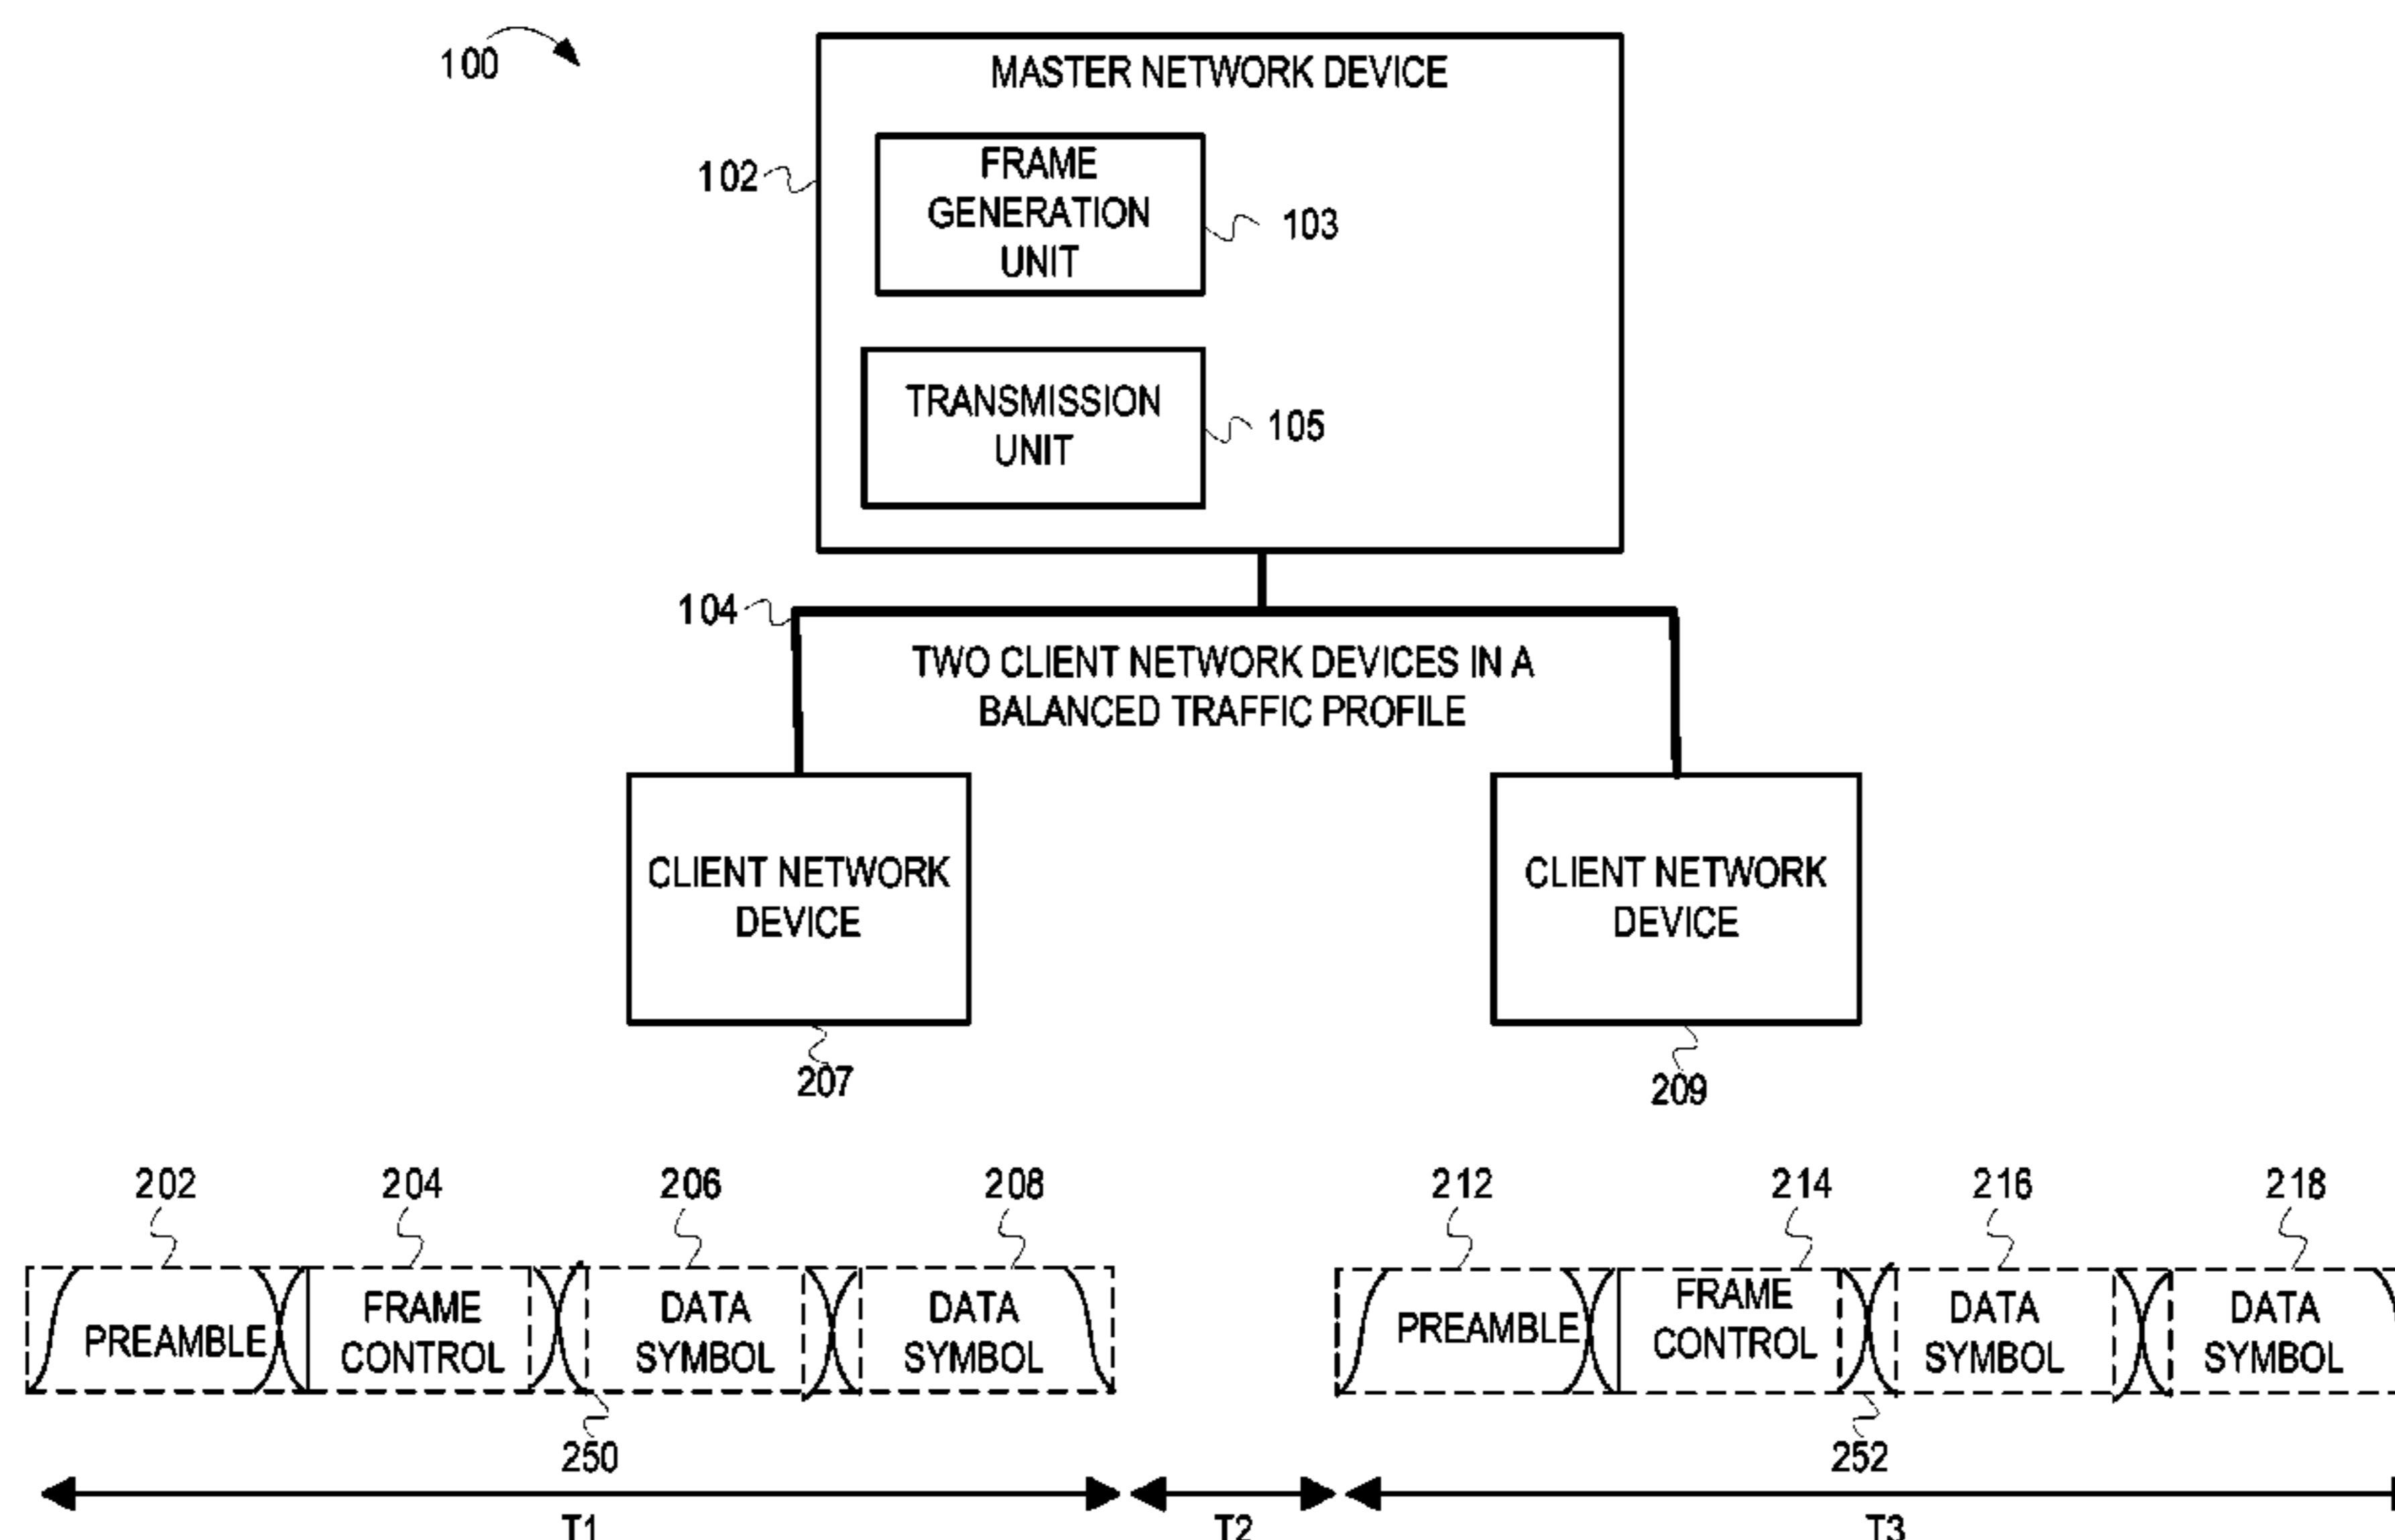 100
MASTER NETWORK DEVICE
102
FRAME
GENERATION
UNIT
103
TRANSMISSION
UNIT
105
104
TWO CLIENT NETWORK DEVICES IN A
BALANCED TRAFFIC PROFILE
CLIENT NETWORK
DEVICE
CLIENT NETWORK
DEVICE
207
209
202
204
206
208
212
214
216
218
PREAMBLE
FRAME
CONTROL
DATA
SYMBOL
DATA
SYMBOL
PREAMBLE
FRAME
CONTROL
DATA
SYMBOL
DATA
SYMBOL
250
252
T1
T2
T3